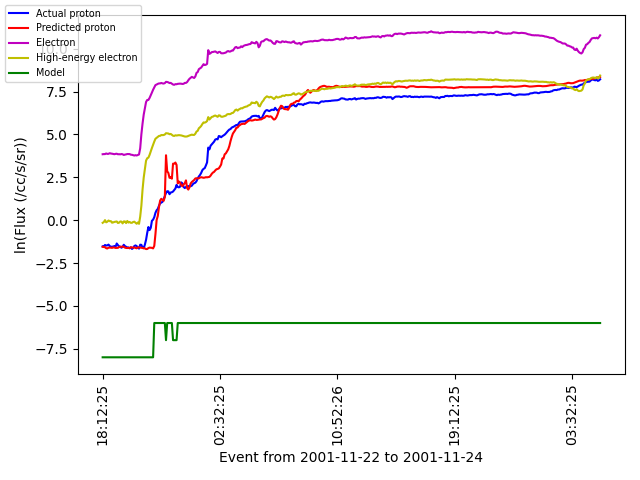 Actual proton
Predicted proton
Electron
High-energy electron
Model
10.0
7.5
5.0
2.5
0.0
−2.5
−5.0
−7.5
ln(Flux (/cc/s/sr))
18:12:25
02:32:25
10:52:26
19:12:25
03:32:25
Event from 2001-11-22 to 2001-11-24